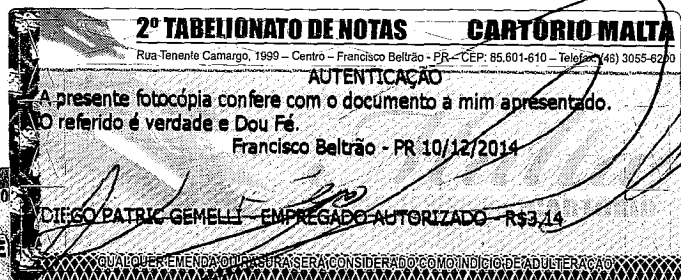 2º TABELIONATO DE NOTAS CARTÓRIO MALTA
Rua Tenente Camargo, 1999 – Centro – Francisco Beltrão - PR – CEP: 85.601-610 – Telefax (46) 3055-6200
AUTENTICAÇÃO
A presente fotocópia confere com o documento a mim apresentado.
O referido é verdade e Dou Fé.
Francisco Beltrão - PR 10/12/2014
DIEGO PATRIC GEMELLI - EMPREGADO AUTORIZADO - R$3,14
QUALQUER EMENDA OU RASURA SERÁ CONSIDERADO COMO INDÍCIO DE ADULTERAÇÃO